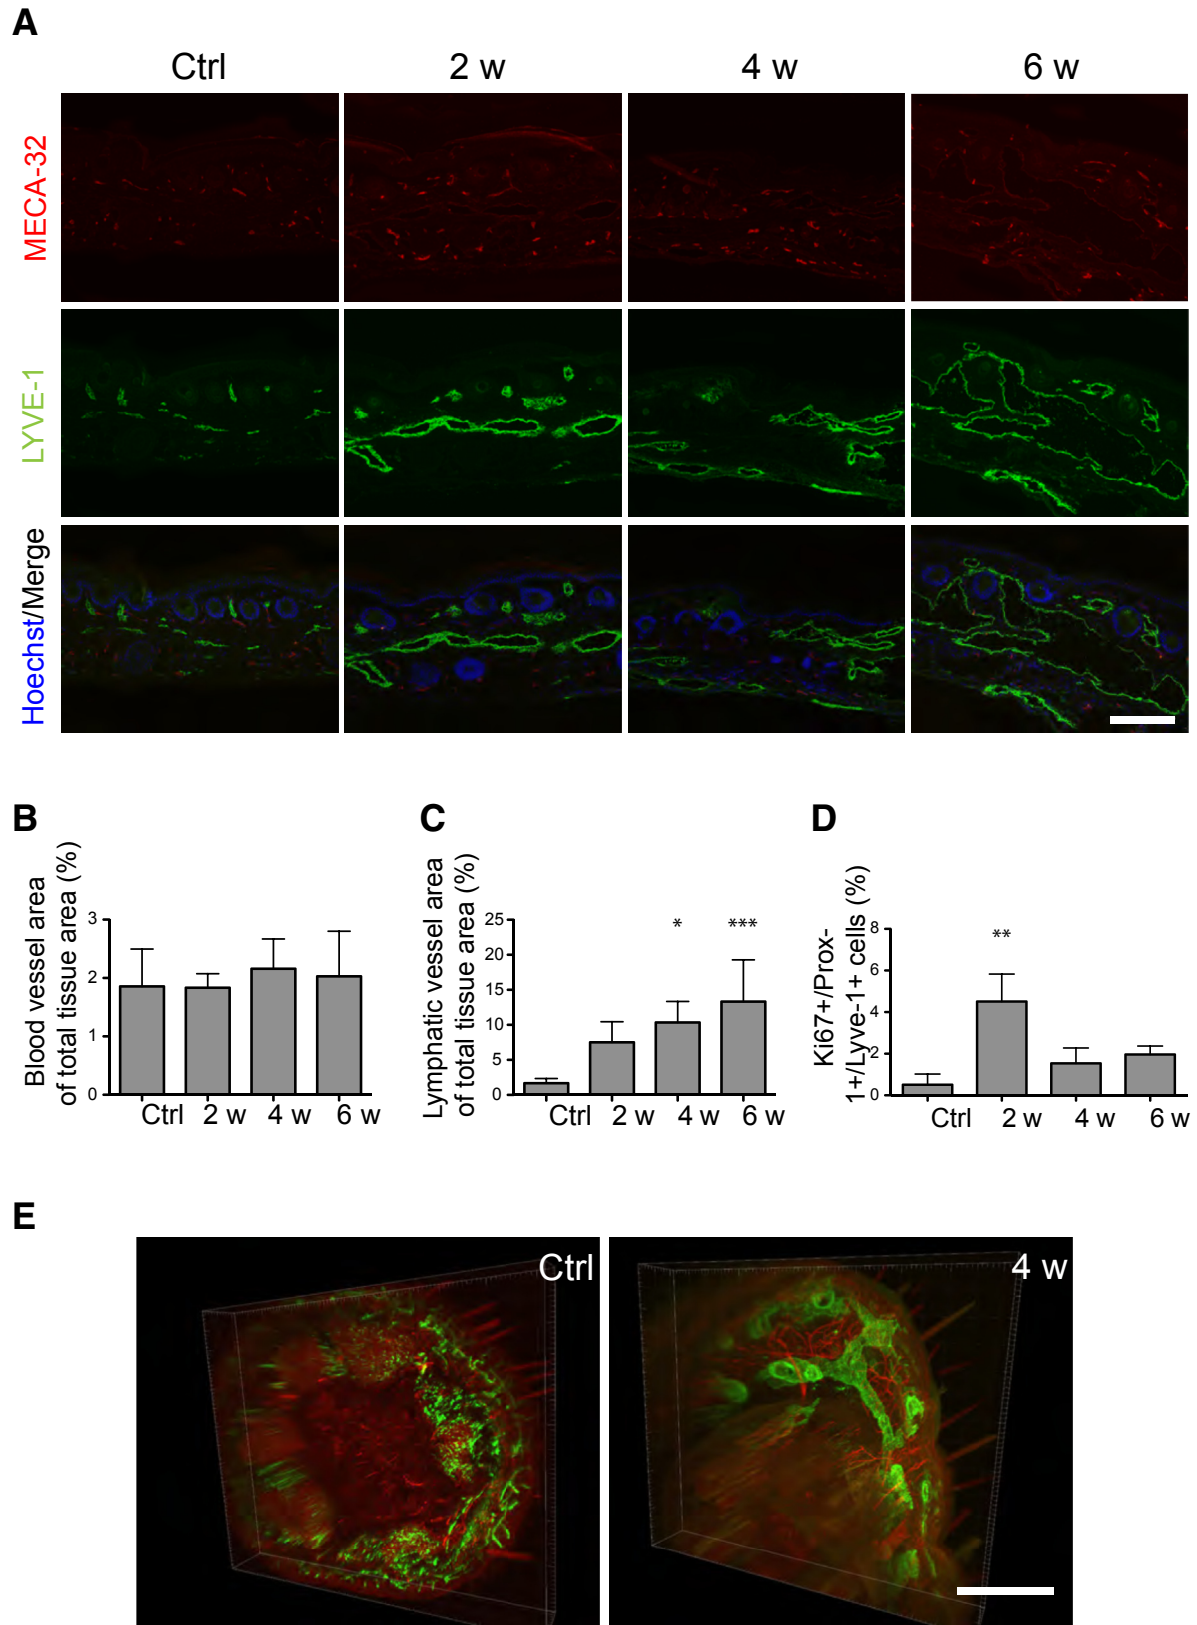 A
Ctrl 2 w 4 w 6 w
MECA-32
LYVE-1
Hoechst/Merge
B
Blood vessel area
of total tissue area (%)
3
2
1
0
Ctrl 2 w 4 w 6 w
C
Lymphatic vessel area
of total tissue area (%)
25
20
15
10
5
0
* ***
Ctrl 2 w 4 w 6 w
D
Ki67+/Prox-
1+/Lyve-1+ cells (%)
8
6
4
2
0
**
Ctrl 2 w 4 w 6 w
E
Ctrl
4 w